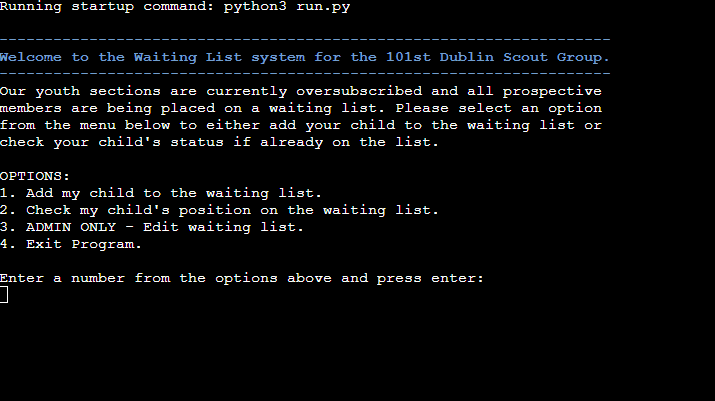 Running startup command: python3 run.py
--------------------------------------------------------------------
Welcome to the Waiting List system for the 101st Dublin Scout Group.
--------------------------------------------------------------------
Our youth sections are currently oversubscribed and all prospective
members are being placed on a waiting list. Please select an option
from the menu below to either add your child to the waiting list or
check your child's status if already on the list.
OPTIONS:
1. Add my child to the waiting list.
2. Check my child's position on the waiting list.
3. ADMIN ONLY - Edit waiting list.
4. Exit Program.
Enter a number from the options above and press enter: